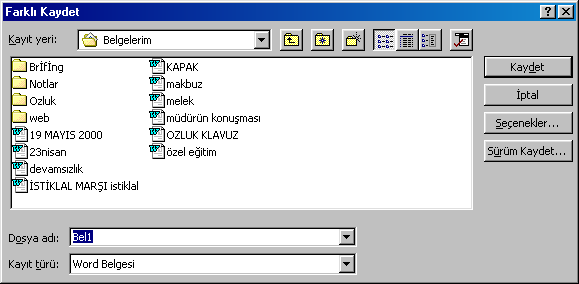 Farklı Kaydet
Kayıt yeri: Belgelerim
Brİfİng
Notlar
Ozluk
web
19 MAYIS 2000
23nisan
devamsızlık
İSTİKLAL MARŞI istiklal
KAPAK
makbuz
melek
müdürün konuşması
OZLUK KLAVUZ
özel eğitim
Kaydet
İptal
Seçenekler...
Sürüm Kaydet...
Dosya adı: Bel1
Kayıt türü: Word Belgesi